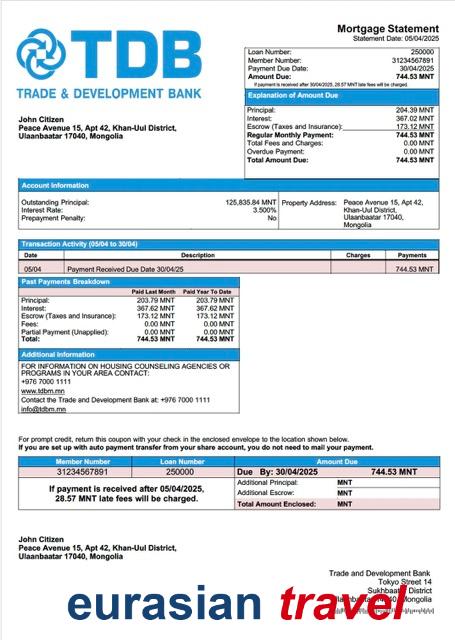 Mortgage Statement
Statement Date: 05/04/2025
TDB
TRADE & DEVELOPMENT BANK
Loan Number: 250000
Member Number: 31234567891
Payment Due Date: 30/04/2025
Amount Due: 744.53 MNT
If payment is received after 30/04/2025, 28.57 MNT late fees will be charged.
Explanation of Amount Due
Principal: 204.39 MNT
Interest: 367.02 MNT
Escrow (Taxes and Insurance): 173.12 MNT
Regular Monthly Payment: 744.53 MNT
Total Fees and Charges: 0.00 MNT
Overdue Payment: 0.00 MNT
Total Amount Due: 744.53 MNT
John Citizen
Peace Avenue 15, Apt 42, Khan-Uul District,
Ulaanbaatar 17040, Mongolia
Account Information
Outstanding Principal: 125,835.84 MNT
Interest Rate: 3.500%
Prepayment Penalty: No
Property Address: Peace Avenue 15, Apt 42,
Khan-Uul District,
Ulaanbaatar 17040,
Mongolia
Transaction Activity (05/04 to 30/04)
Date Description Charges Payments
05/04 Payment Received Due Date 30/04/25 744.53 MNT
Past Payments Breakdown
Paid Last Month Paid Year To Date
Principal: 203.79 MNT 203.79 MNT
Interest: 367.62 MNT 367.62 MNT
Escrow (Taxes and Insurance): 173.12 MNT 173.12 MNT
Fees: 0.00 MNT 0.00 MNT
Partial Payment (Unapplied): 0.00 MNT 0.00 MNT
Total: 744.53 MNT 744.53 MNT
Additional Information
FOR INFORMATION ON HOUSING COUNSELING AGENCIES OR
PROGRAMS IN YOUR AREA CONTACT:
+976 7000 1111
www.tdbm.mn
Contact the Trade and Development Bank at: +976 7000 1111
info@tdbm.mn
For prompt credit, return this coupon with your check in the enclosed envelope to the location shown below.
If you are set up with auto payment transfer from your share account, you do not need to mail your payment.
Member Number Loan Number Amount Due
31234567891 250000 Due By: 30/04/2025 744.53 MNT
If payment is received after 05/04/2025,
28.57 MNT late fees will be charged.
Additional Principal: MNT
Additional Escrow: MNT
Total Amount Enclosed: MNT
John Citizen
Peace Avenue 15, Apt 42, Khan-Uul District,
Ulaanbaatar 17040, Mongolia
Trade and Development Bank
Tokyo Street 14
Sukhbaatar District
Mongolia
eurasian travel